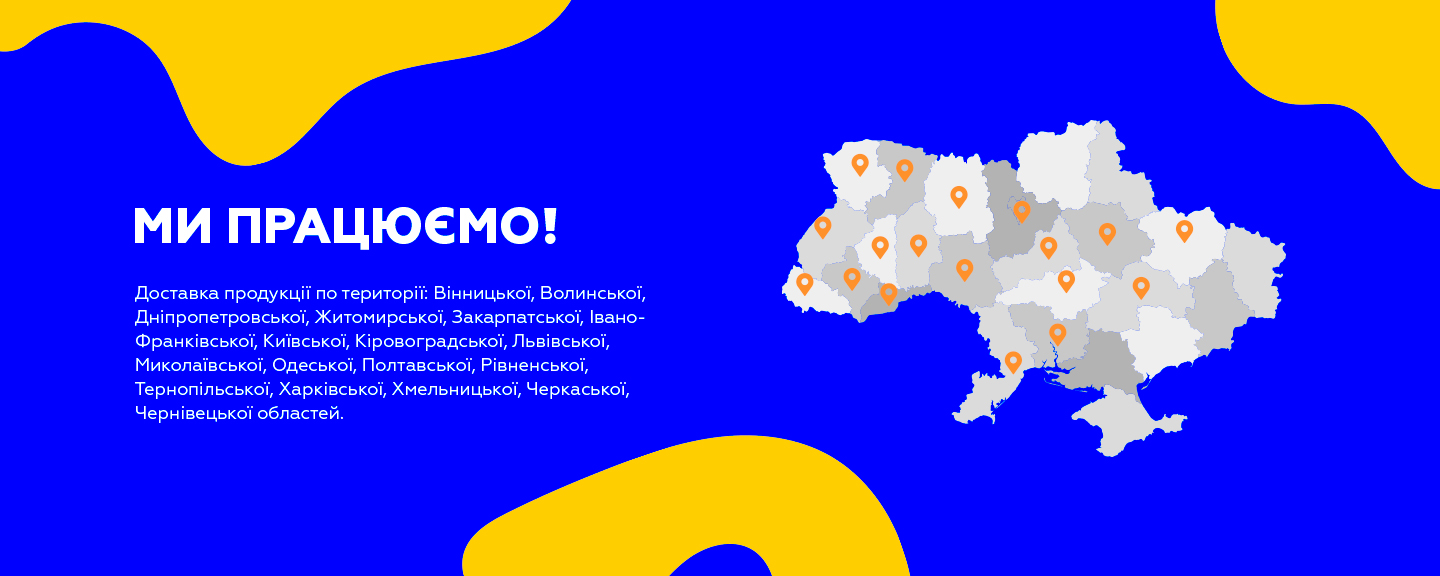 МИ ПРАЦЮЄМО!
Доставка продукції по території: Вінницької, Волинської,
Дніпропетровської, Житомирської, Закарпатської, Івано-
Франківської, Київської, Кіровоградської, Львівської,
Миколаївської, Одеської, Полтавської, Рівненської,
Тернопільської, Харківської, Хмельницької, Черкаської,
Чернівецької областей.